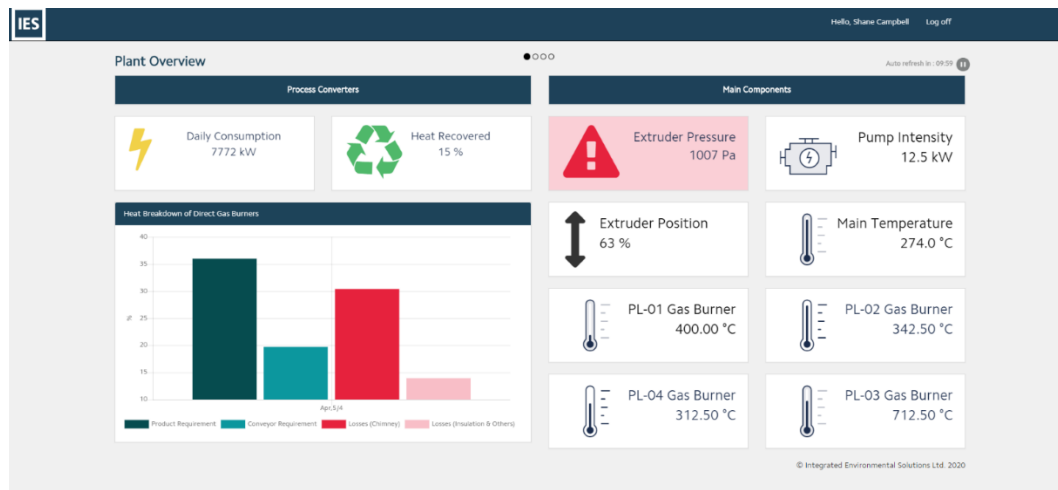 IES
Hello, Shane Campbell Log off
Plant Overview
Auto refresh in : 09:59
Process Converters
Main Components
Daily Consumption
7772 kW
Heat Recovered
15 %
Extruder Pressure
1007 Pa
Pump Intensity
12.5 kW
Heat Breakdown of Direct Gas Burners
40
35
30
25
20
15
10
%
Apr,5,/4
Product Requirement Conveyor Requirement Losses (Chimney) Losses (Insulation & Others)
Extruder Position
63 %
Main Temperature
274.0 °C
PL-01 Gas Burner
400.00 °C
PL-02 Gas Burner
342.50 °C
PL-04 Gas Burner
312.50 °C
PL-03 Gas Burner
712.50 °C
© Integrated Environmental Solutions Ltd. 2020